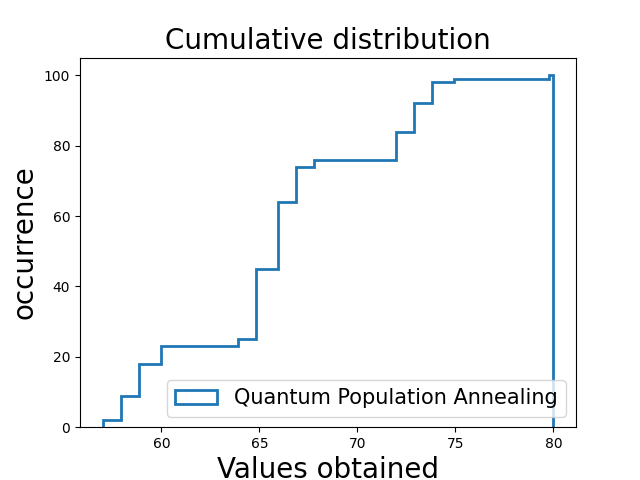 Cumulative distribution
100
80
60
40
20
0
occurrence
Quantum Population Annealing
60 65 70 75 80
Values obtained